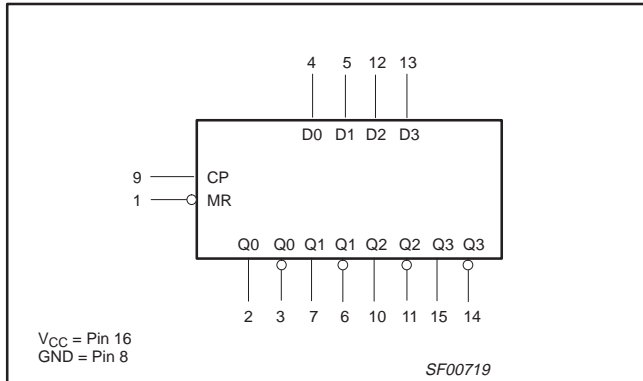 4 5 12 13
D0 D1 D2 D3
9 CP
1 MR
Q0 Q0 Q1 Q1 Q2 Q2 Q3 Q3
2 3 7 6 10 11 15 14
VCC = Pin 16
GND = Pin 8
SF00719